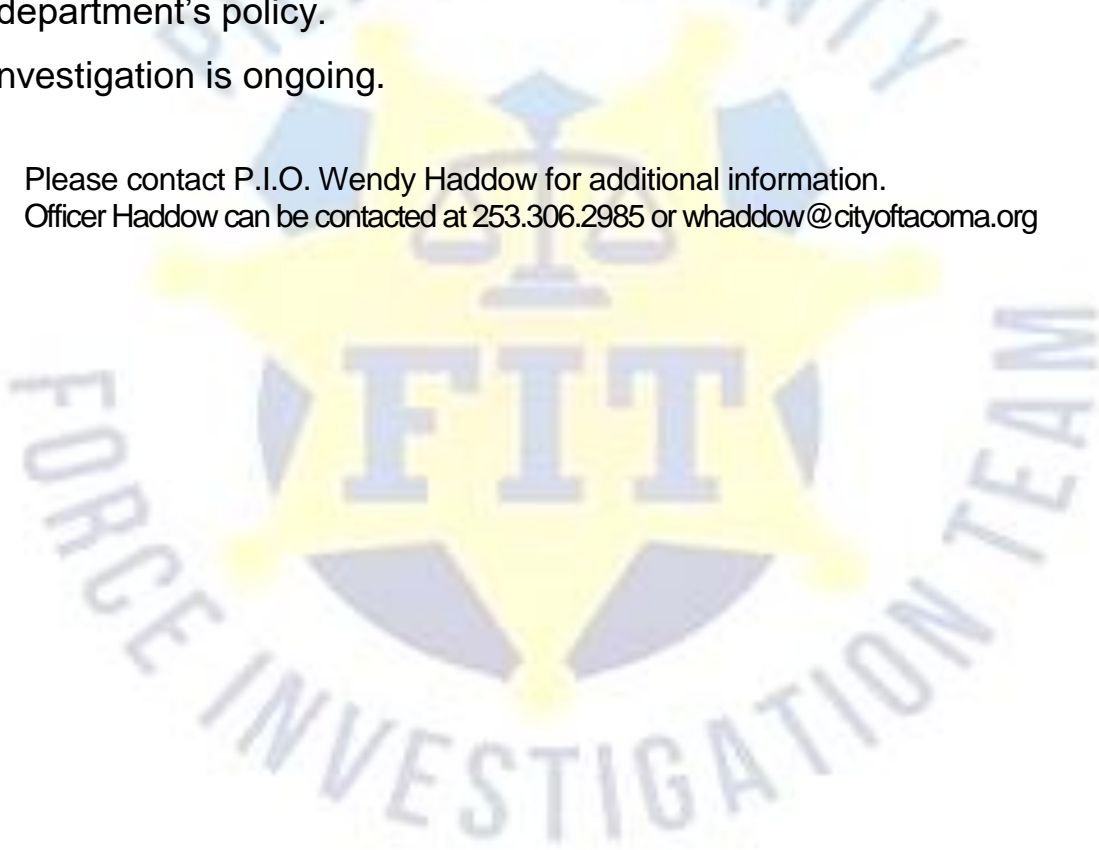 department's policy.
nvestigation is ongoing.
Please contact P.I.O. Wendy Haddow for additional information.
Officer Haddow can be contacted at 253.306.2985 or whaddow@cityoftacoma.org
FIT
FORCE INVESTIGATION TEAM